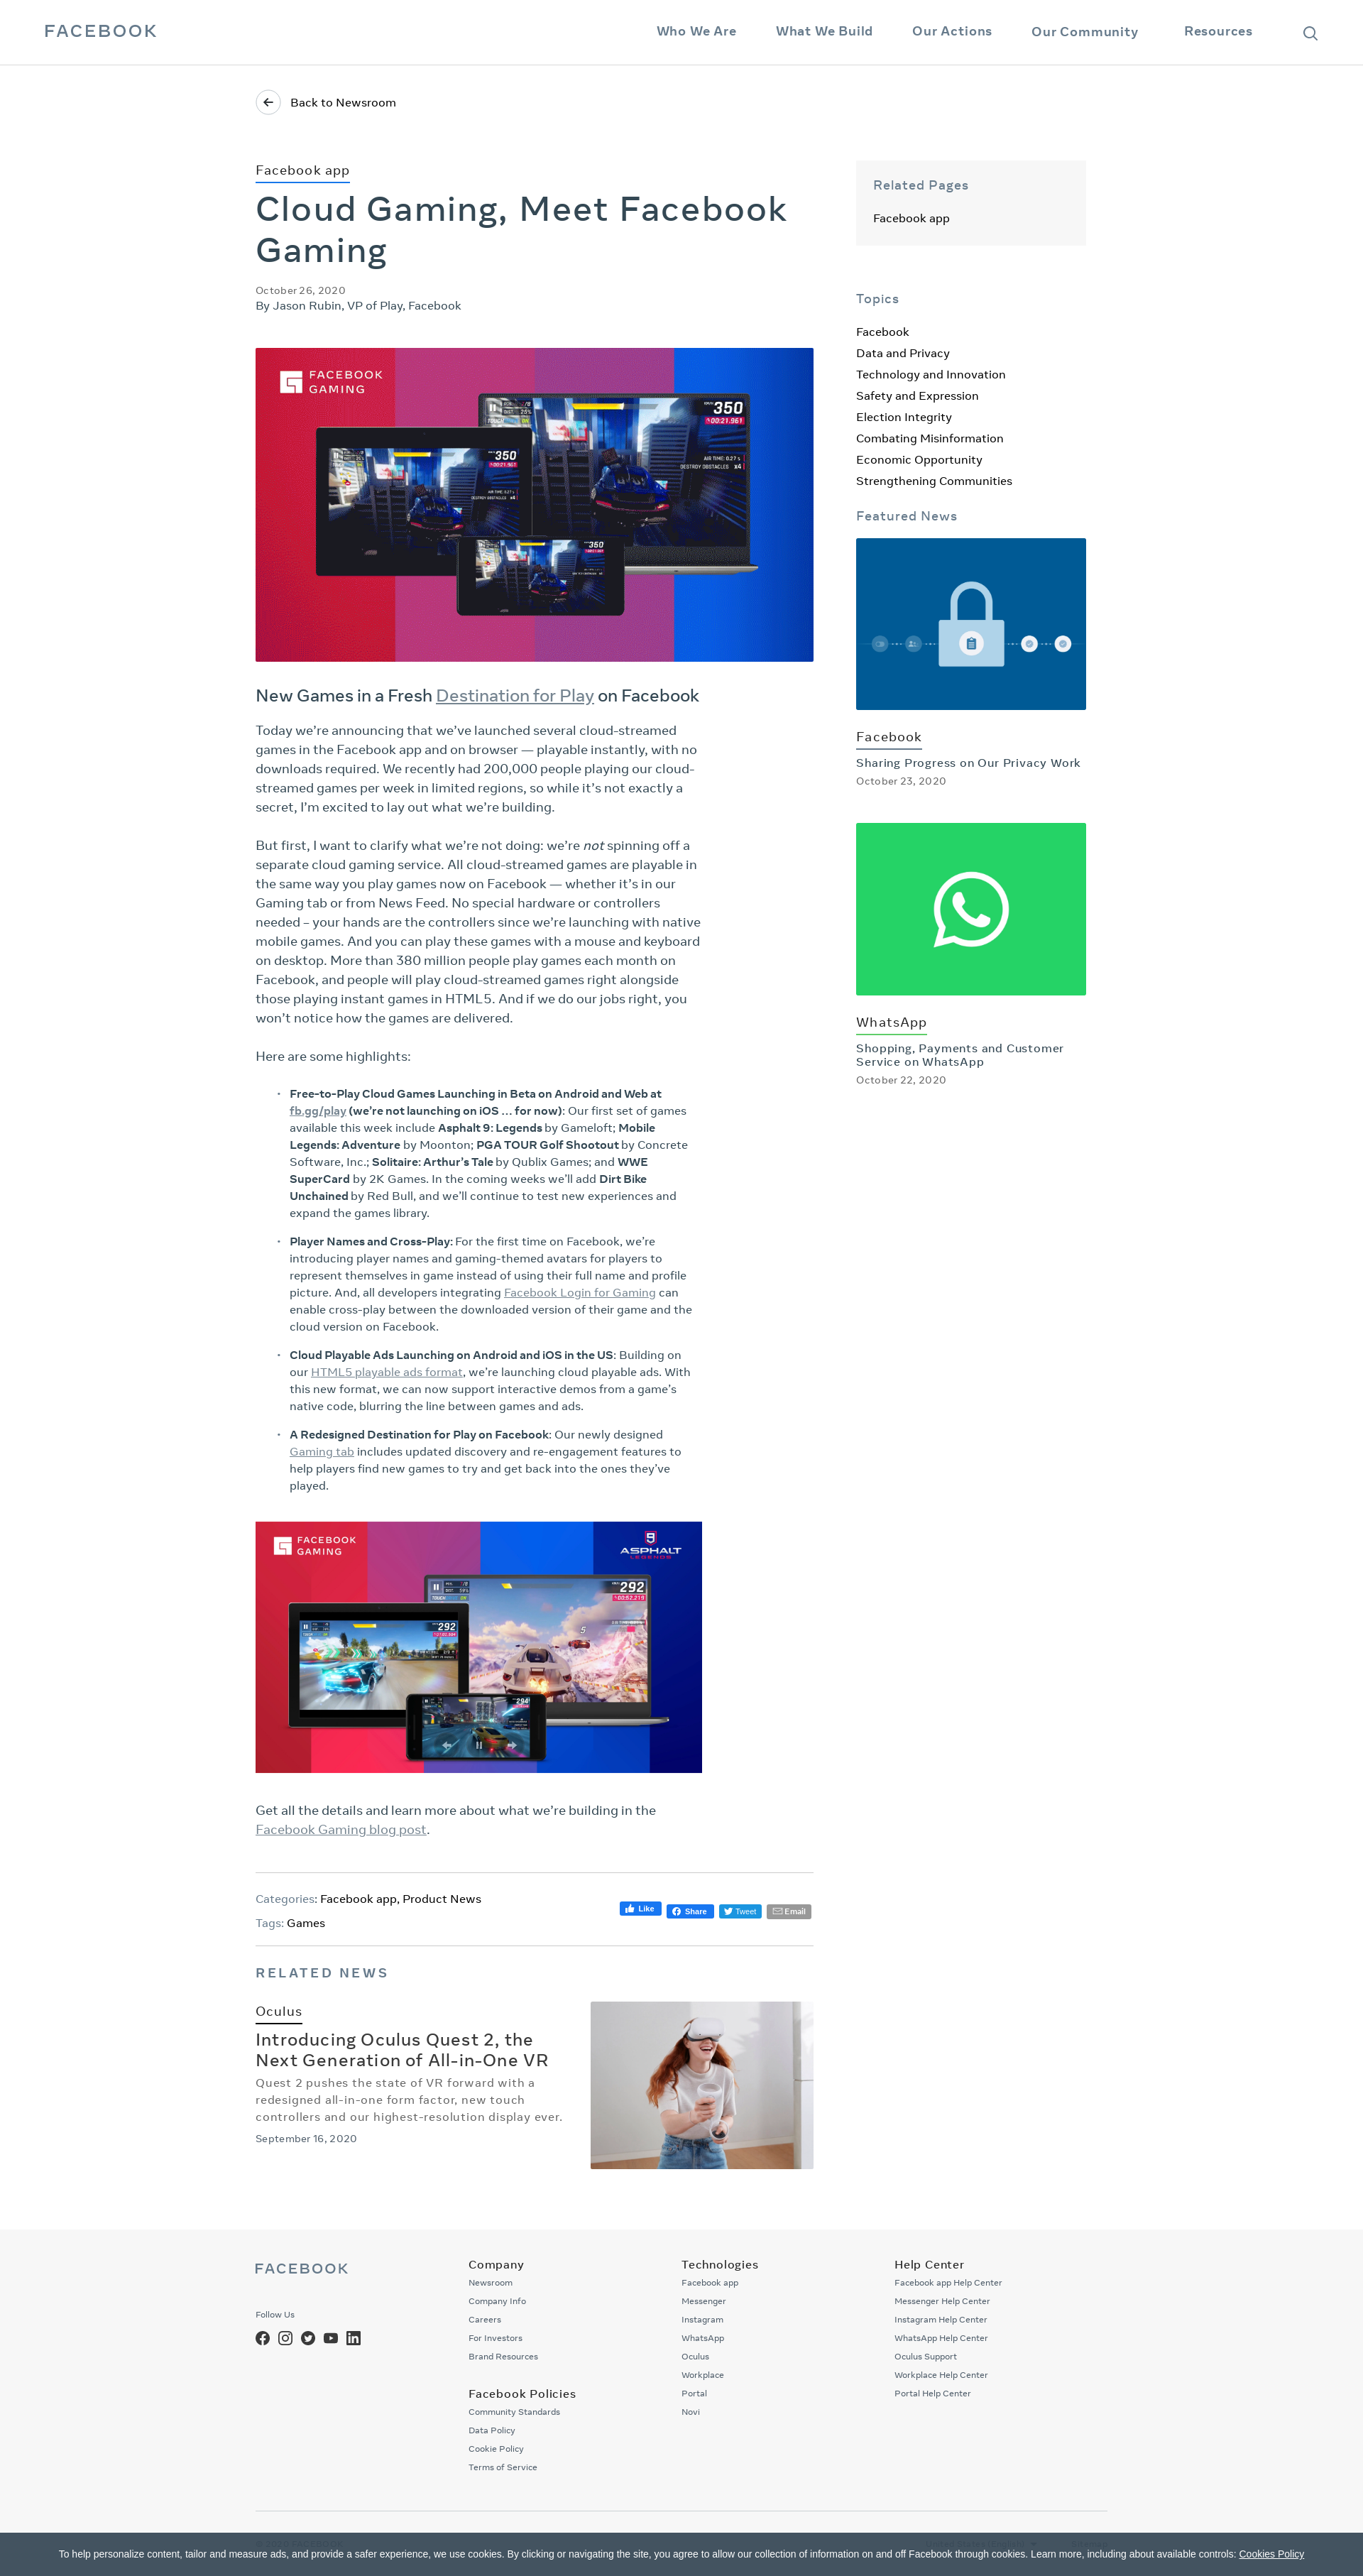 FACEBOOK
Who We Are
What We Build
Our Actions
Our Community
Resources
Back to Newsroom
Facebook app
Cloud Gaming, Meet Facebook
Gaming
October 26, 2020
By Jason Rubin, VP of Play, Facebook
FACEBOOK
GAMING
350
00:21.961
AIR TIME: 0.27 s
DESTROY OBSTACLES x4
350
New Games in a Fresh Destination for Play on Facebook
Today we’re announcing that we’ve launched several cloud-streamed
games in the Facebook app and on browser — playable instantly, with no
downloads required. We recently had 200,000 people playing our cloud-
streamed games per week in limited regions, so while it’s not exactly a
secret, I’m excited to lay out what we’re building.
But first, I want to clarify what we’re not doing: we’re not spinning off a
separate cloud gaming service. All cloud-streamed games are playable in
the same way you play games now on Facebook — whether it’s in our
Gaming tab or from News Feed. No special hardware or controllers
needed – your hands are the controllers since we’re launching with native
mobile games. And you can play these games with a mouse and keyboard
on desktop. More than 380 million people play games each month on
Facebook, and people will play cloud-streamed games right alongside
those playing instant games in HTML5. And if we do our jobs right, you
won’t notice how the games are delivered.
Here are some highlights:
• Free-to-Play Cloud Games Launching in Beta on Android and Web at
fb.gg/play (we’re not launching on iOS … for now): Our first set of games
available this week include Asphalt 9: Legends by Gameloft; Mobile
Legends: Adventure by Moonton; PGA TOUR Golf Shootout by Concrete
Software, Inc.; Solitaire: Arthur’s Tale by Qublix Games; and WWE
SuperCard by 2K Games. In the coming weeks we’ll add Dirt Bike
Unchained by Red Bull, and we’ll continue to test new experiences and
expand the games library.
• Player Names and Cross-Play: For the first time on Facebook, we’re
introducing player names and gaming-themed avatars for players to
represent themselves in game instead of using their full name and profile
picture. And, all developers integrating Facebook Login for Gaming can
enable cross-play between the downloaded version of their game and the
cloud version on Facebook.
• Cloud Playable Ads Launching on Android and iOS in the US: Building on
our HTML5 playable ads format, we’re launching cloud playable ads. With
this new format, we can now support interactive demos from a game’s
native code, blurring the line between games and ads.
• A Redesigned Destination for Play on Facebook: Our newly designed
Gaming tab includes updated discovery and re-engagement features to
help players find new games to try and get back into the ones they’ve
played.
FACEBOOK
GAMING
9
ASPHALT
LEGENDS
292
292
294
Get all the details and learn more about what we’re building in the
Facebook Gaming blog post.
Categories: Facebook app, Product News
Tags: Games
Like
Share
Tweet
Email
RELATED NEWS
Oculus
Introducing Oculus Quest 2, the
Next Generation of All-in-One VR
Quest 2 pushes the state of VR forward with a
redesigned all-in-one form factor, new touch
controllers and our highest-resolution display ever.
September 16, 2020
Related Pages
Facebook app
Topics
Facebook
Data and Privacy
Technology and Innovation
Safety and Expression
Election Integrity
Combating Misinformation
Economic Opportunity
Strengthening Communities
Featured News
Facebook
Sharing Progress on Our Privacy Work
October 23, 2020
WhatsApp
Shopping, Payments and Customer
Service on WhatsApp
October 22, 2020
FACEBOOK
Follow Us
Company
Newsroom
Company Info
Careers
For Investors
Brand Resources
Facebook Policies
Community Standards
Data Policy
Cookie Policy
Terms of Service
Technologies
Facebook app
Messenger
Instagram
WhatsApp
Oculus
Workplace
Portal
Novi
Help Center
Facebook app Help Center
Messenger Help Center
Instagram Help Center
WhatsApp Help Center
Oculus Support
Workplace Help Center
Portal Help Center
To help personalize content, tailor and measure ads, and provide a safer experience, we use cookies. By clicking or navigating the site, you agree to allow our collection of information on and off Facebook through cookies. Learn more, including about available controls: Cookies Policy